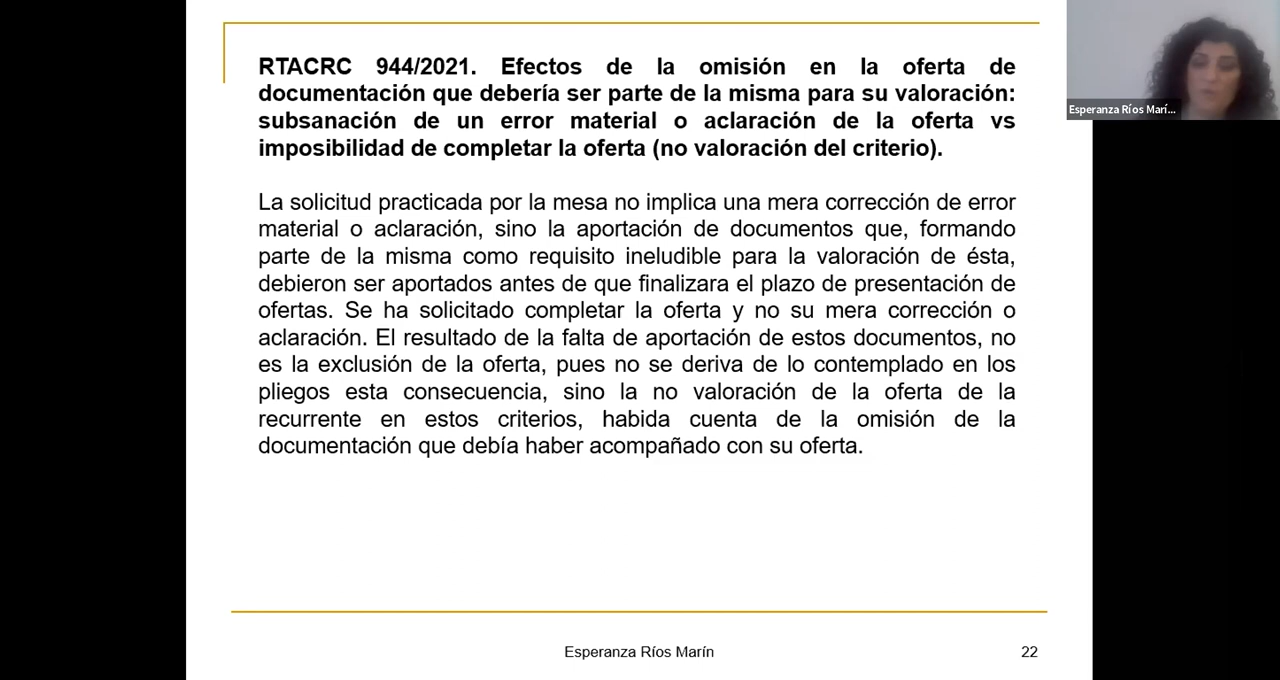 RTACRC 944/2021. Efectos de la omisión en la oferta de
documentación que debería ser parte de la misma para su valoración:
subsanación de un error material o aclaración de la oferta vs
imposibilidad de completar la oferta (no valoración del criterio).
La solicitud practicada por la mesa no implica una mera corrección de error
material o aclaración, sino la aportación de documentos que, formando
parte de la misma como requisito ineludible para la valoración de ésta,
debieron ser aportados antes de que finalizara el plazo de presentación de
ofertas. Se ha solicitado completar la oferta y no su mera corrección o
aclaración. El resultado de la falta de aportación de estos documentos, no
es la exclusión de la oferta, pues no se deriva de lo contemplado en los
pliegos esta consecuencia, sino la no valoración de la oferta de la
recurrente en estos criterios, habida cuenta de la omisión de la
documentación que debía haber acompañado con su oferta.
Esperanza Ríos Marín
22
Esperanza Ríos Marí...